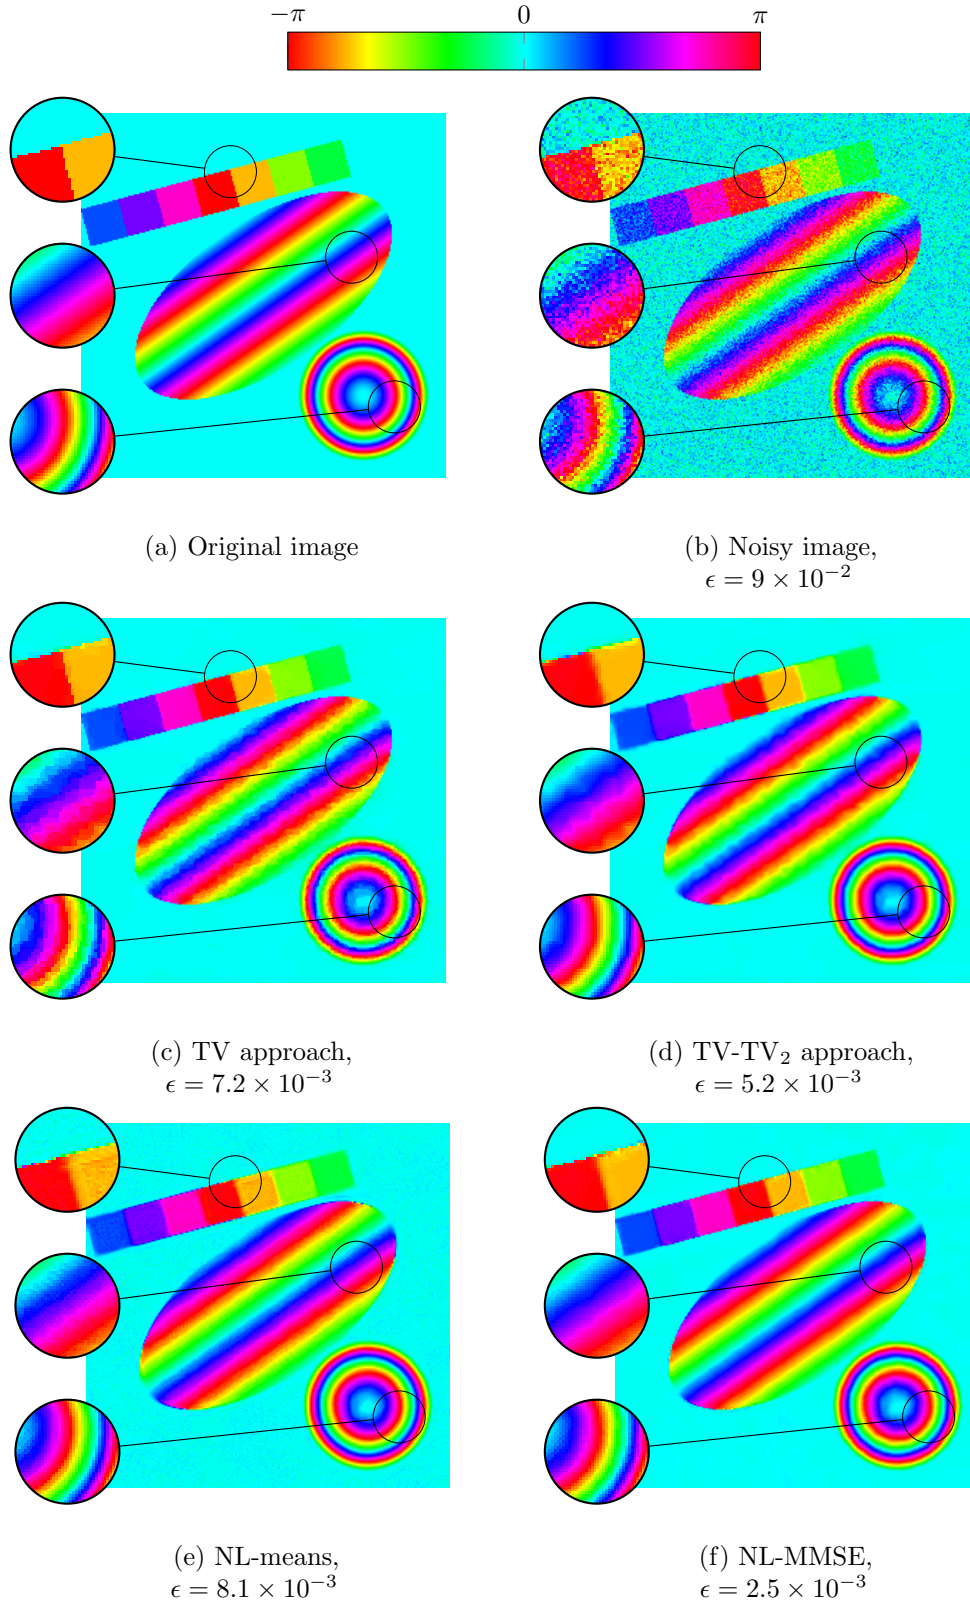 −π 0 π
(a) Original image
(b) Noisy image,
ϵ = 9 × 10⁻²
(c) TV approach,
ϵ = 7.2 × 10⁻³
(d) TV-TV₂ approach,
ϵ = 5.2 × 10⁻³
(e) NL-means,
ϵ = 8.1 × 10⁻³
(f) NL-MMSE,
ϵ = 2.5 × 10⁻³